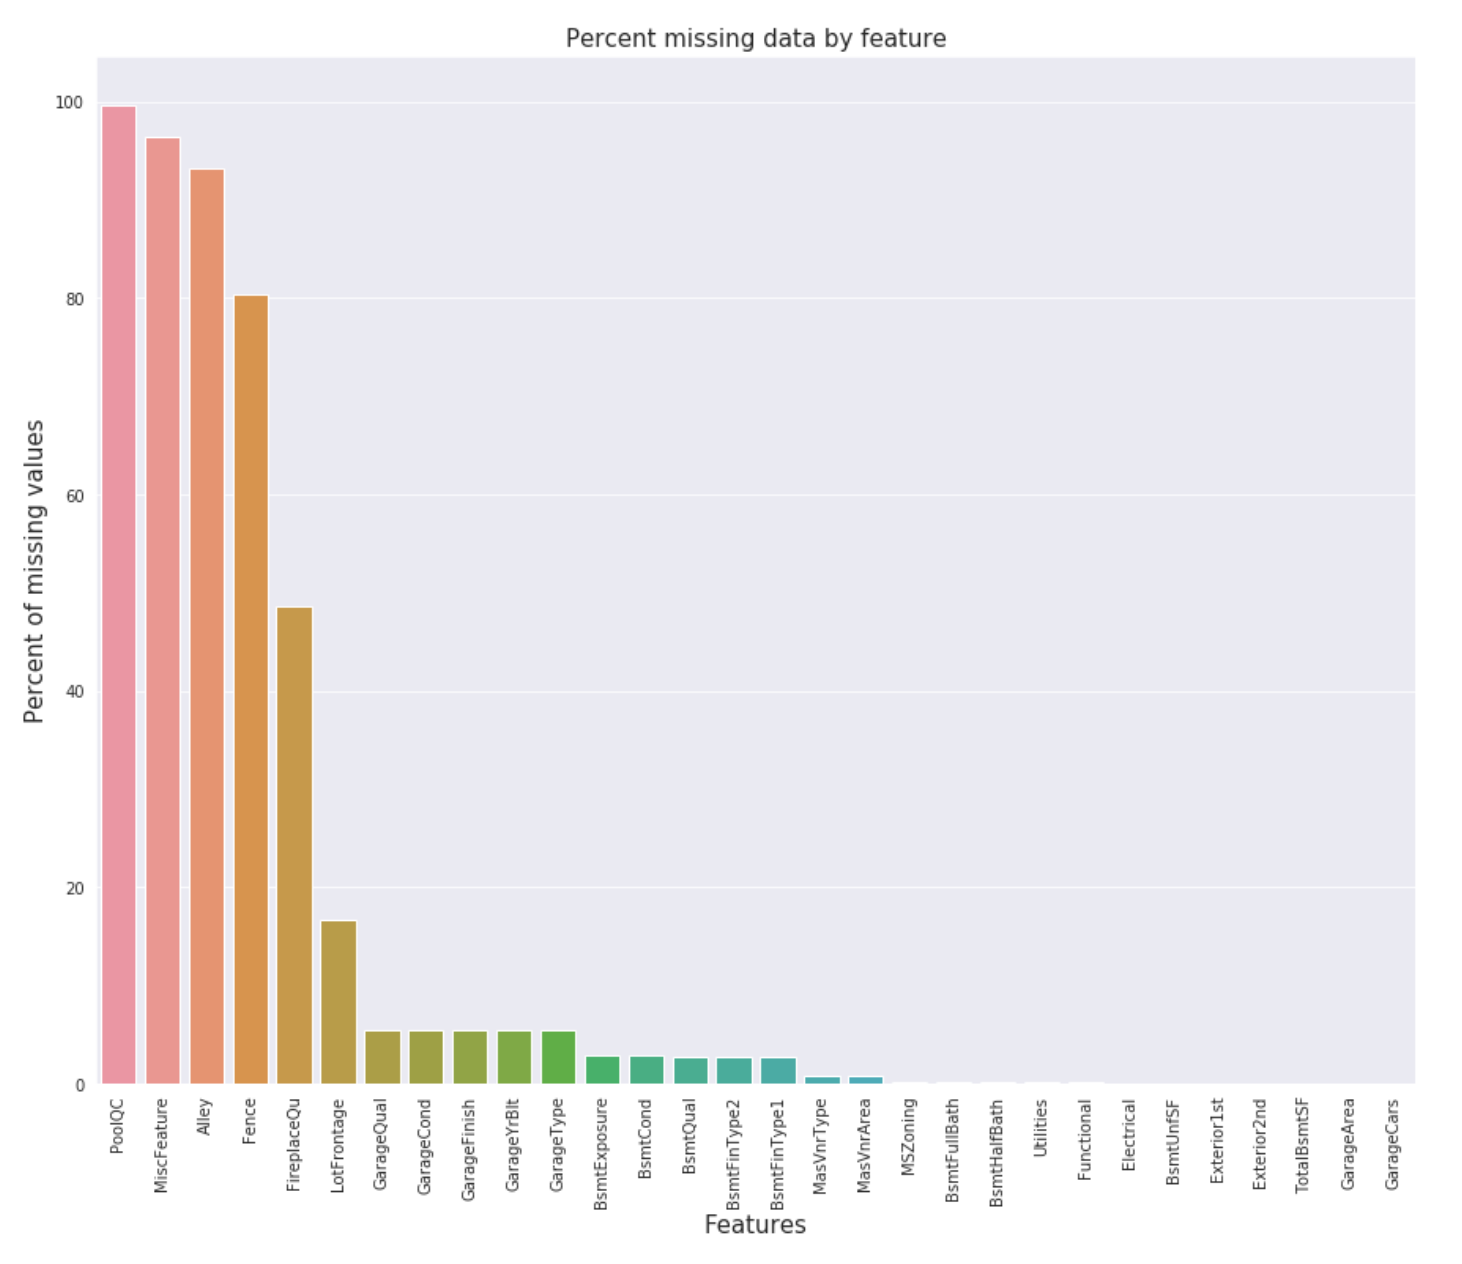 Percent missing data by feature
100
80
60
40
20
0
Percent of missing values
PoolQC
MiscFeature
Alley
Fence
FireplaceQu
LotFrontage
GarageQual
GarageCond
GarageFinish
GarageYrBlt
GarageType
BsmtExposure
BsmtCond
BsmtQual
BsmtFinType2
BsmtFinType1
MasVnrType
MasVnrArea
MSZoning
BsmtFullBath
BsmtHalfBath
Utilities
Functional
Electrical
BsmtUnfSF
Exterior1st
Exterior2nd
TotalBsmtSF
GarageArea
GarageCars
Features